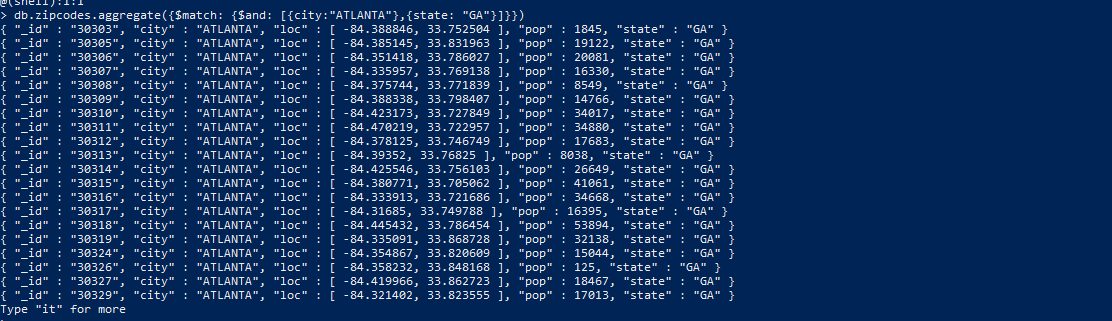 @(shell):1:1
> db.zipcodes.aggregate({$match: {$and: [{city:"ATLANTA"},{state: "GA"}]}})
{ "_id" : "30303", "city" : "ATLANTA", "loc" : [ -84.388846, 33.752504 ], "pop" : 1845, "state" : "GA" }
{ "_id" : "30305", "city" : "ATLANTA", "loc" : [ -84.385145, 33.831963 ], "pop" : 19122, "state" : "GA" }
{ "_id" : "30306", "city" : "ATLANTA", "loc" : [ -84.351418, 33.786027 ], "pop" : 20081, "state" : "GA" }
{ "_id" : "30307", "city" : "ATLANTA", "loc" : [ -84.335957, 33.769138 ], "pop" : 16330, "state" : "GA" }
{ "_id" : "30308", "city" : "ATLANTA", "loc" : [ -84.375744, 33.771839 ], "pop" : 8549, "state" : "GA" }
{ "_id" : "30309", "city" : "ATLANTA", "loc" : [ -84.388338, 33.798407 ], "pop" : 14766, "state" : "GA" }
{ "_id" : "30310", "city" : "ATLANTA", "loc" : [ -84.423173, 33.727849 ], "pop" : 34017, "state" : "GA" }
{ "_id" : "30311", "city" : "ATLANTA", "loc" : [ -84.470219, 33.722957 ], "pop" : 34880, "state" : "GA" }
{ "_id" : "30312", "city" : "ATLANTA", "loc" : [ -84.378125, 33.746749 ], "pop" : 17683, "state" : "GA" }
{ "_id" : "30313", "city" : "ATLANTA", "loc" : [ -84.39352, 33.76825 ], "pop" : 8038, "state" : "GA" }
{ "_id" : "30314", "city" : "ATLANTA", "loc" : [ -84.425546, 33.756103 ], "pop" : 26649, "state" : "GA" }
{ "_id" : "30315", "city" : "ATLANTA", "loc" : [ -84.380771, 33.705062 ], "pop" : 41061, "state" : "GA" }
{ "_id" : "30316", "city" : "ATLANTA", "loc" : [ -84.333913, 33.721686 ], "pop" : 34668, "state" : "GA" }
{ "_id" : "30317", "city" : "ATLANTA", "loc" : [ -84.31685, 33.749788 ], "pop" : 16395, "state" : "GA" }
{ "_id" : "30318", "city" : "ATLANTA", "loc" : [ -84.445432, 33.786454 ], "pop" : 53894, "state" : "GA" }
{ "_id" : "30319", "city" : "ATLANTA", "loc" : [ -84.335091, 33.868728 ], "pop" : 32138, "state" : "GA" }
{ "_id" : "30324", "city" : "ATLANTA", "loc" : [ -84.354867, 33.820609 ], "pop" : 15044, "state" : "GA" }
{ "_id" : "30326", "city" : "ATLANTA", "loc" : [ -84.358232, 33.848168 ], "pop" : 125, "state" : "GA" }
{ "_id" : "30327", "city" : "ATLANTA", "loc" : [ -84.419966, 33.862723 ], "pop" : 18467, "state" : "GA" }
{ "_id" : "30329", "city" : "ATLANTA", "loc" : [ -84.321402, 33.823555 ], "pop" : 17013, "state" : "GA" }
Type "it" for more